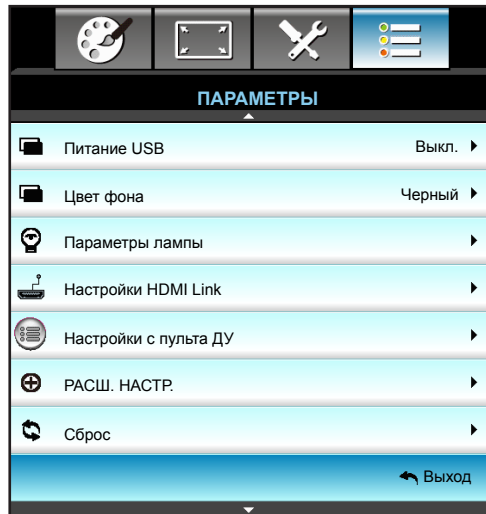 ПАРАМЕТРЫ
Питание USB Выкл.
Цвет фона Черный
Параметры лампы
Настройки HDMI Link
Настройки с пульта ДУ
РАСШ. НАСТР.
Сброс
Выход